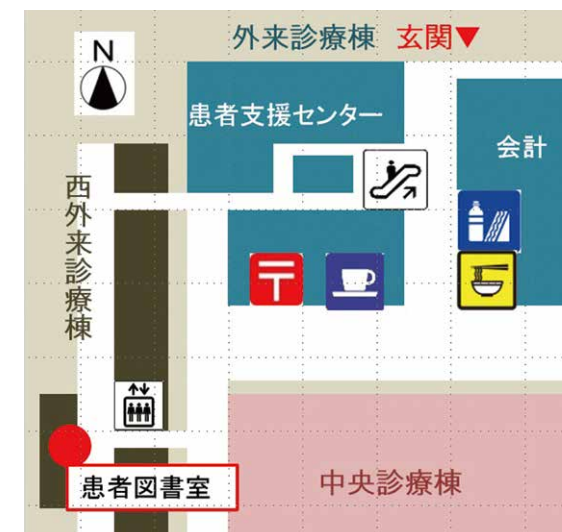 外来診療棟 玄関▼
N
患者支援センター
会計
西外来診療棟
〒
患者図書室
中央診療棟